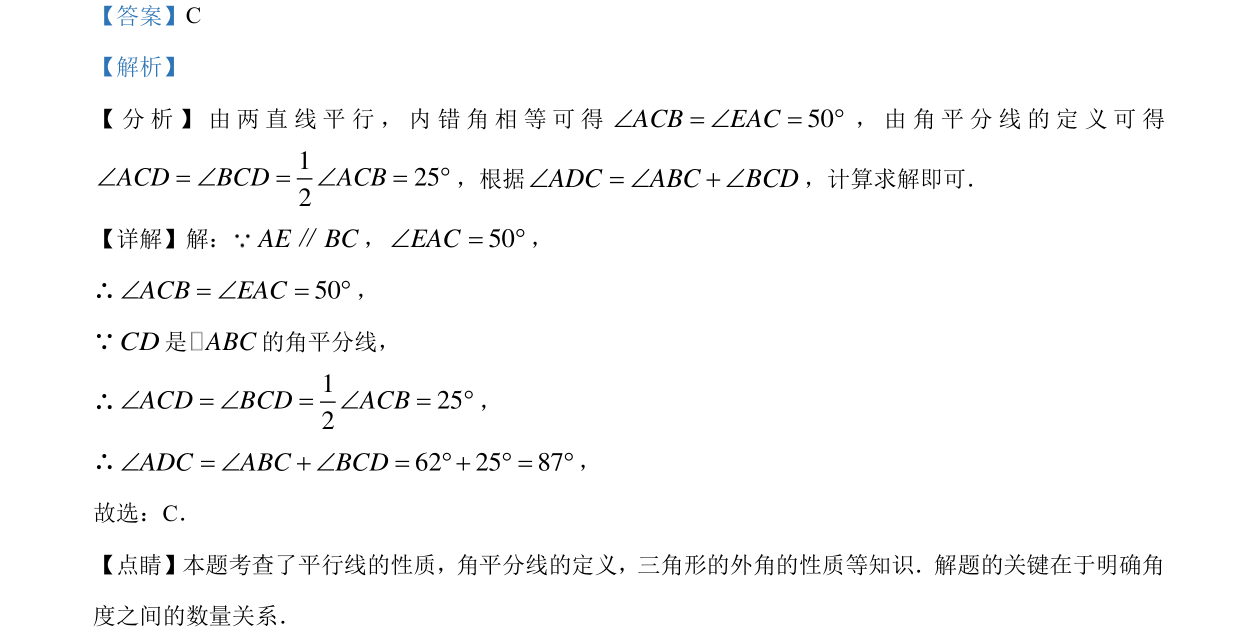 【答案】C
【解析】
【分析】由两直线平行，内错角相等可得∠ACB=∠EAC=50°，由角平分线的定义可得
∠ACD=∠BCD=1/2∠ACB=25°，根据∠ADC=∠ABC+∠BCD，计算求解即可．
【详解】解：∵AE∥BC，∠EAC=50°，
∴∠ACB=∠EAC=50°，
∵CD是□ABC的角平分线，
∴∠ACD=∠BCD=1/2∠ACB=25°，
∴∠ADC=∠ABC+∠BCD=62°+25°=87°，
故选：C．
【点睛】本题考查了平行线的性质，角平分线的定义，三角形的外角的性质等知识．解题的关键在于明确角
度之间的数量关系．